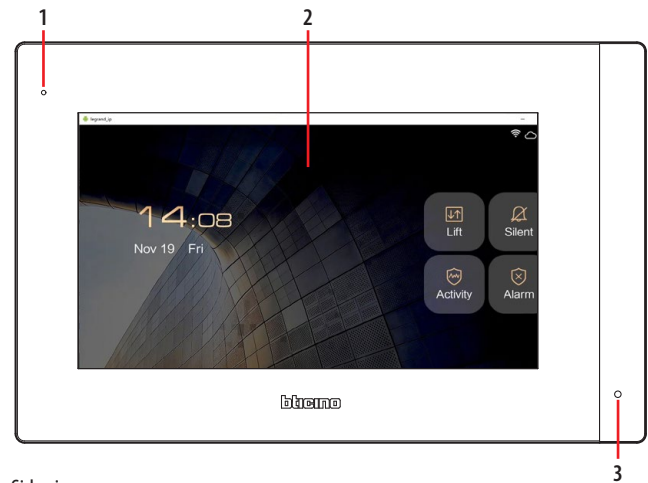 1
2
legrand_ip
14:08
Nov 19 Fri
Lift
Silent
Activity
Alarm
bticino
3